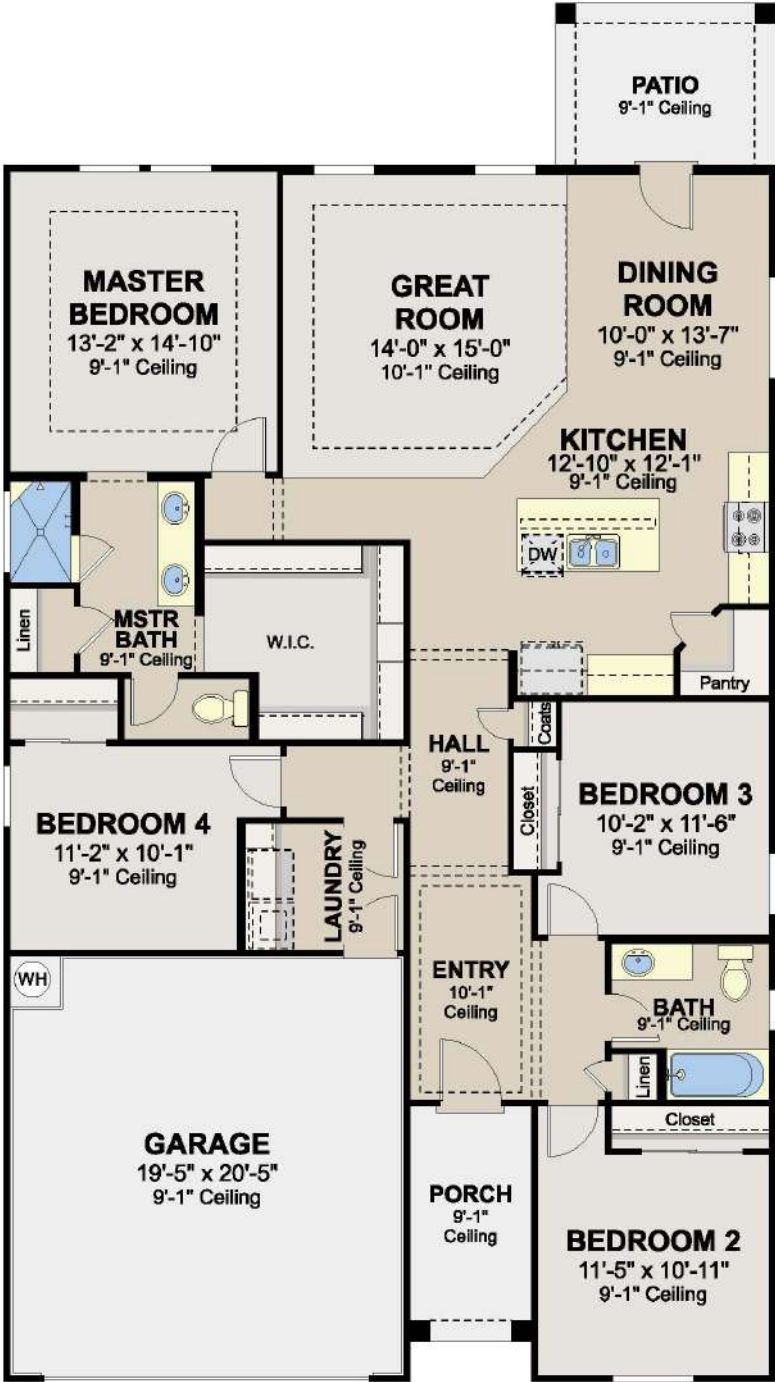 PATIO
9'-1" Ceiling
MASTER
BEDROOM
13'-2" x 14'-10"
9'-1" Ceiling
GREAT
ROOM
14'-0" x 15'-0"
10'-1" Ceiling
DINING
ROOM
10'-0" x 13'-7"
9'-1" Ceiling
KITCHEN
12'-10" x 12'-1"
9'-1" Ceiling
DW
Linen
MSTR
BATH
9'-1" Ceiling
W.I.C.
Pantry
HALL
9'-1"
Ceiling
Coats
Closet
BEDROOM 3
10'-2" x 11'-6"
9'-1" Ceiling
BEDROOM 4
11'-2" x 10'-1"
9'-1" Ceiling
LAUNDRY
9'-1" Ceiling
WH
ENTRY
10'-1"
Ceiling
BATH
9'-1" Ceiling
Linen
Closet
GARAGE
19'-5" x 20'-5"
9'-1" Ceiling
PORCH
9'-1"
Ceiling
BEDROOM 2
11'-5" x 10'-11"
9'-1" Ceiling